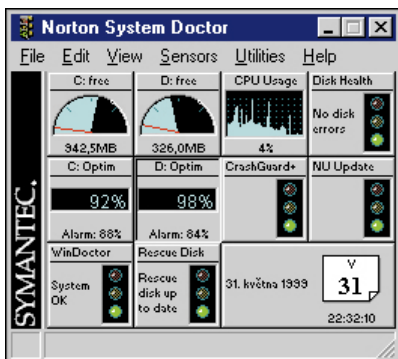 Norton System Doctor
File Edit View Sensors Utilities Help
SYMANTEC.
C: free
942,5MB
D: free
326,0MB
CPU Usage
4%
Disk Health
No disk
errors
C: Optim
92%
Alarm: 88%
D: Optim
98%
Alarm: 84%
CrashGuard+
NU Update
WinDoctor
System
OK
Rescue Disk
Rescue
disk up
to date
31. května 1999
V
31
22:32:10